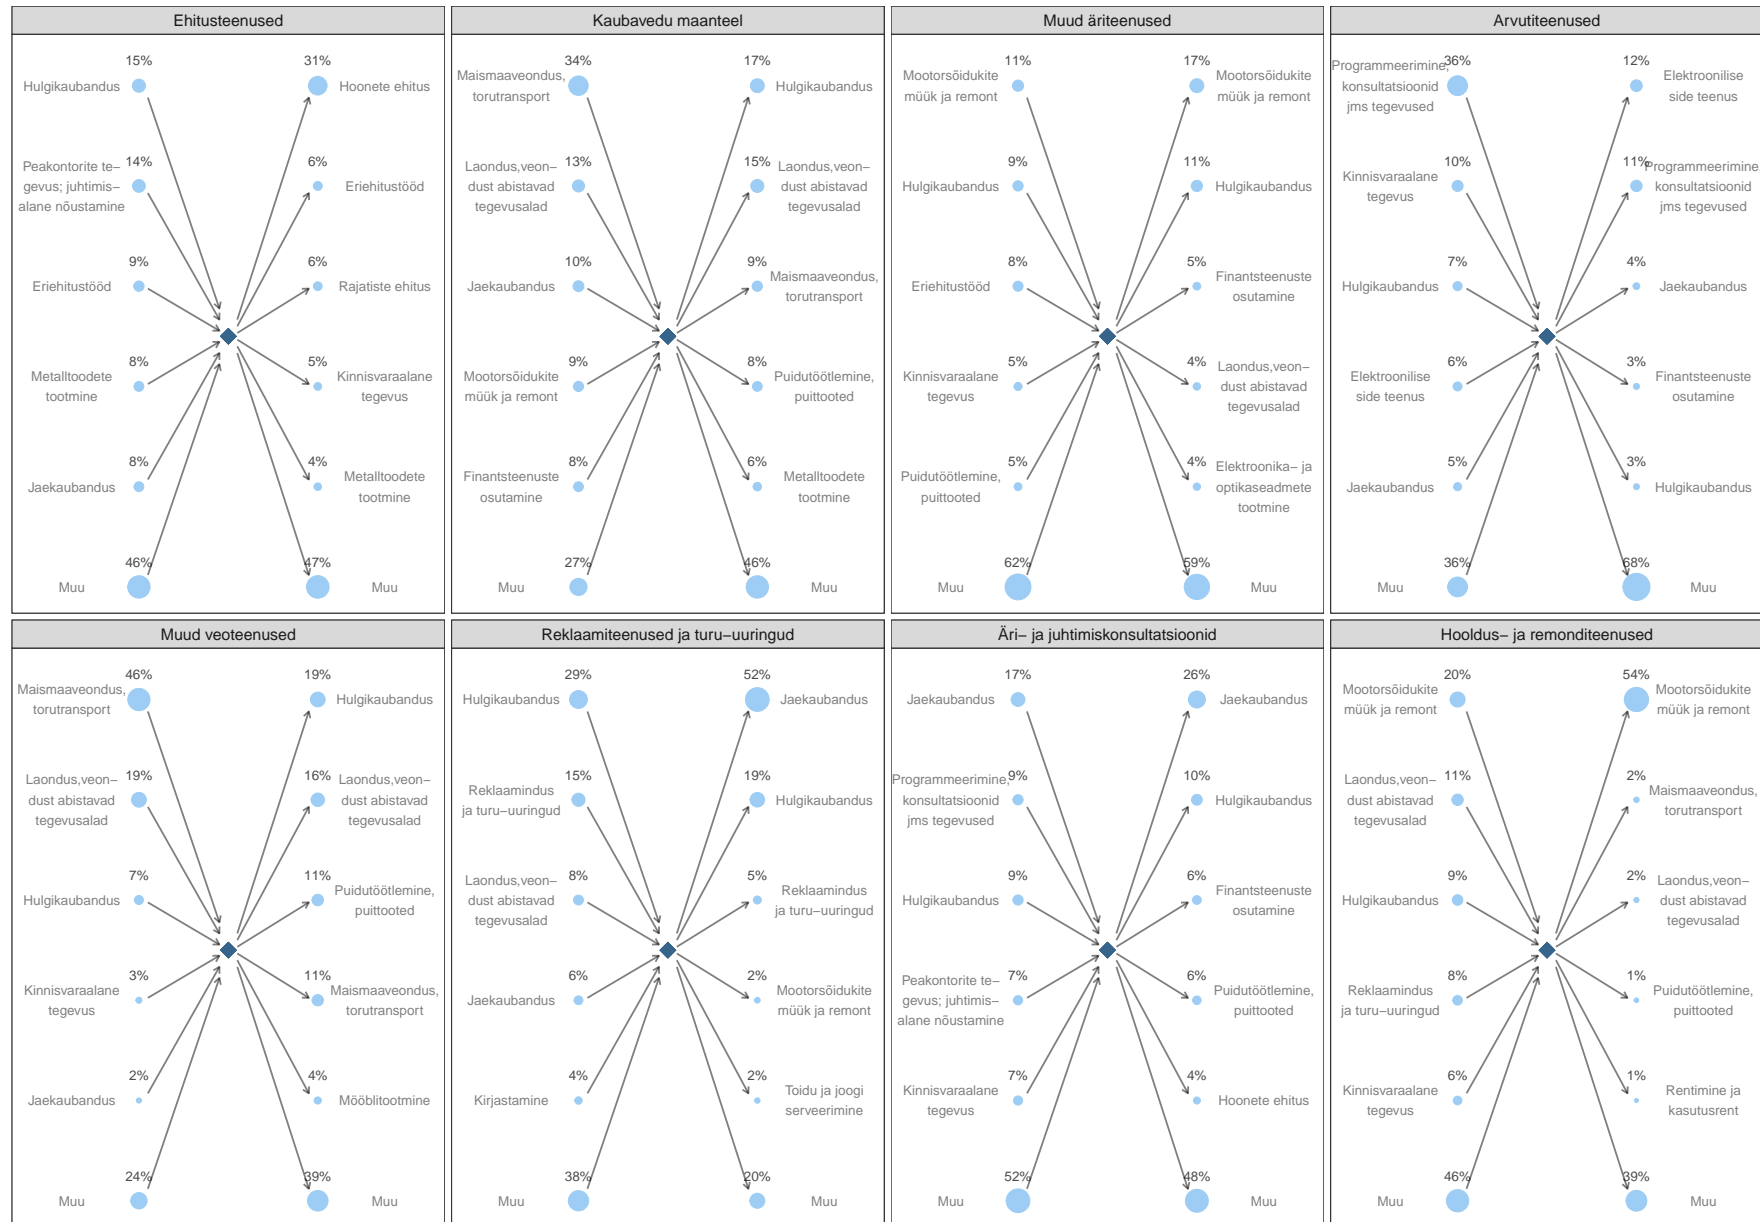 Ehitusteenused
15%
31%
Hulgikaubandus
Hoonete ehitus
14%
6%
Peakontorite te–
gevus; juhtimis–
alane nõustamine
Eriehitustööd
9%
6%
Eriehitustööd
Rajatiste ehitus
8%
5%
Metalltoodete
tootmine
Kinnisvaraalane
tegevus
8%
4%
Jaekaubandus
Metalltoodete
tootmine
46%
47%
Muu
Muu
Kaubavedu maanteel
34%
17%
Maismaaveondus,
torutransport
Hulgikaubandus
13%
15%
Laondus,veon–
dust abistavad
tegevusalad
Laondus,veon–
dust abistavad
tegevusalad
10%
9%
Jaekaubandus
Maismaaveondus,
torutransport
9%
8%
Mootorsõidukite
müük ja remont
Puidutöötlemine,
puittooted
8%
6%
Finantsteenuste
osutamine
Metalltoodete
tootmine
27%
46%
Muu
Muu
Muud äriteenused
11%
17%
Mootorsõidukite
müük ja remont
Mootorsõidukite
müük ja remont
9%
11%
Hulgikaubandus
Hulgikaubandus
8%
5%
Eriehitustööd
Finantsteenuste
osutamine
5%
4%
Kinnisvaraalane
tegevus
Laondus,veon–
dust abistavad
tegevusalad
5%
4%
Puidutöötlemine,
puittooted
Elektroonika– ja
optikaseadmete
tootmine
62%
59%
Muu
Muu
Arvutiteenused
36%
12%
Programmeerimine,
konsultatsioonid
jms tegevused
Elektroonilise
side teenus
10%
11%
Kinnisvaraalane
tegevus
Programmeerimine,
konsultatsioonid
jms tegevused
7%
4%
Hulgikaubandus
Jaekaubandus
6%
3%
Elektroonilise
side teenus
Finantsteenuste
osutamine
5%
3%
Jaekaubandus
Hulgikaubandus
36%
68%
Muu
Muu
Muud veoteenused
46%
19%
Maismaaveondus,
torutransport
Hulgikaubandus
19%
16%
Laondus,veon–
dust abistavad
tegevusalad
Laondus,veon–
dust abistavad
tegevusalad
7%
11%
Hulgikaubandus
Puidutöötlemine,
puittooted
3%
11%
Kinnisvaraalane
tegevus
Maismaaveondus,
torutransport
2%
4%
Jaekaubandus
Mööblitootmine
24%
39%
Muu
Muu
Reklaamiteenused ja turu–uuringud
29%
52%
Hulgikaubandus
Jaekaubandus
15%
19%
Reklaamindus
ja turu–uuringud
Hulgikaubandus
8%
5%
Laondus,veon–
dust abistavad
tegevusalad
Reklaamindus
ja turu–uuringud
6%
2%
Jaekaubandus
Mootorsõidukite
müük ja remont
4%
2%
Kirjastamine
Toidu ja joogi
serveerimine
38%
20%
Muu
Muu
Äri– ja juhtimiskonsultatsioonid
17%
26%
Jaekaubandus
Jaekaubandus
9%
10%
Programmeerimine,
konsultatsioonid
jms tegevused
Hulgikaubandus
9%
6%
Hulgikaubandus
Finantsteenuste
osutamine
7%
6%
Peakontorite te–
gevus; juhtimis–
alane nõustamine
Puidutöötlemine,
puittooted
7%
4%
Kinnisvaraalane
tegevus
Hoonete ehitus
52%
48%
Muu
Muu
Hooldus– ja remonditeenused
20%
54%
Mootorsõidukite
müük ja remont
Mootorsõidukite
müük ja remont
11%
2%
Laondus,veon–
dust abistavad
tegevusalad
Maismaaveondus,
torutransport
9%
2%
Hulgikaubandus
Laondus,veon–
dust abistavad
tegevusalad
8%
1%
Reklaamindus
ja turu–uuringud
Puidutöötlemine,
puittooted
6%
1%
Kinnisvaraalane
tegevus
Rentimine ja
kasutusrent
46%
39%
Muu
Muu